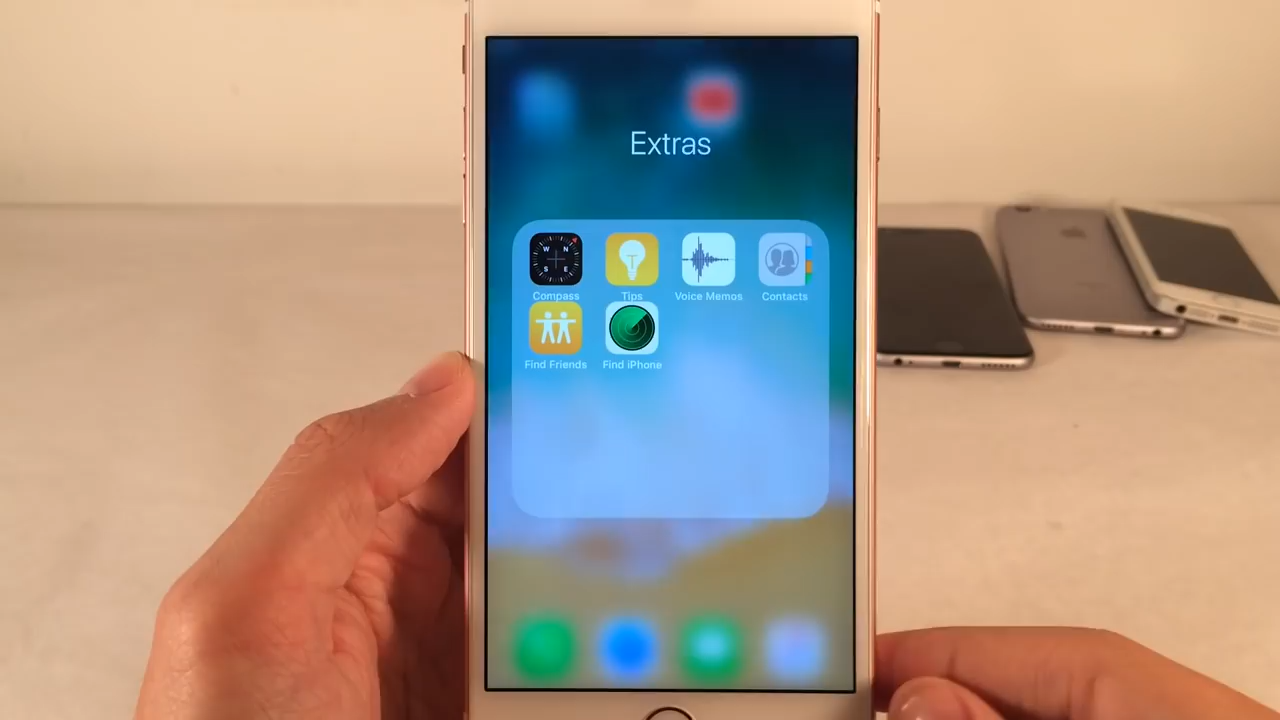 Extras
W N
S E
Compass
Tips
Voice Memos
Contacts
Find Friends
Find iPhone